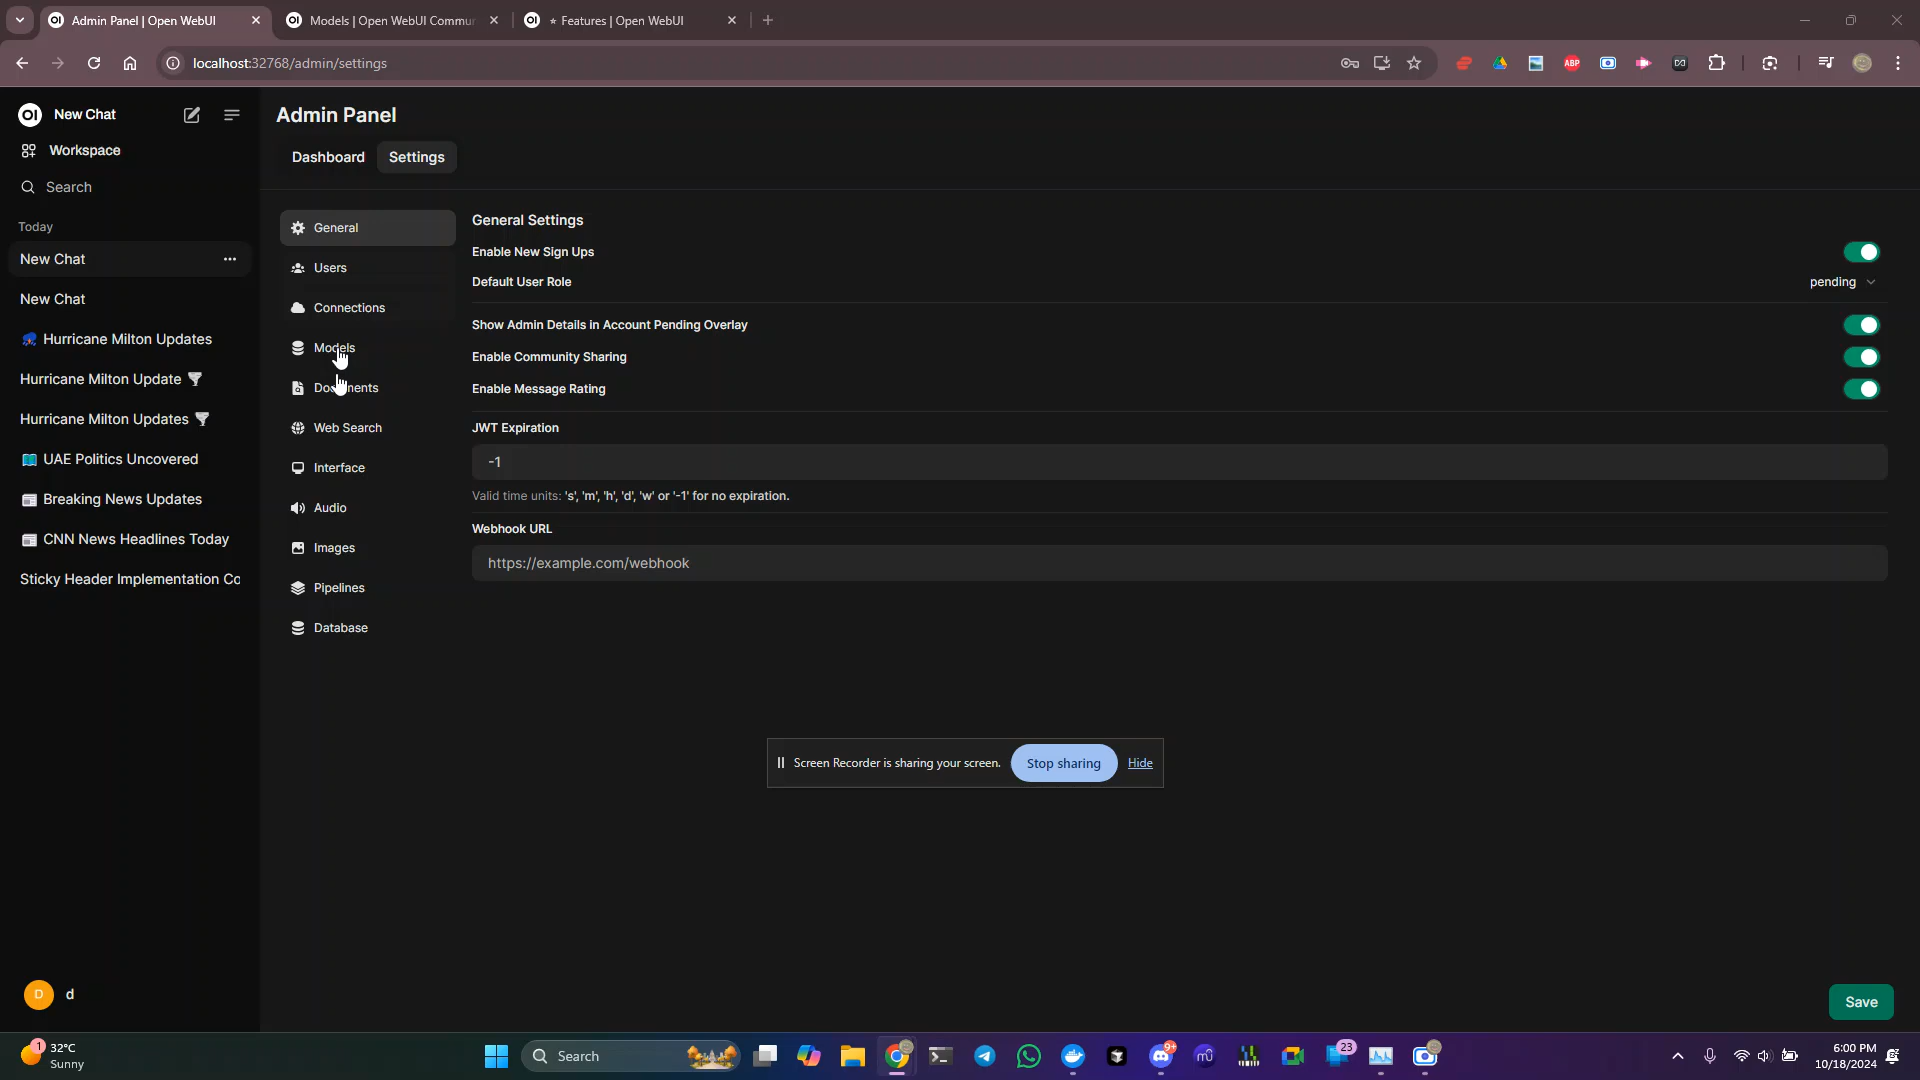 Admin Panel | Open WebUI
Models | Open WebUI Commu
⭑ Features | Open WebUI
localhost:32768/admin/settings
ABP
OI
New Chat
Workspace
Search
Today
New Chat
New Chat
Hurricane Milton Updates
Hurricane Milton Update
Hurricane Milton Updates
UAE Politics Uncovered
Breaking News Updates
CNN News Headlines Today
Sticky Header Implementation Co
D
d
Admin Panel
Dashboard
Settings
General
Users
Connections
Models
Documents
Web Search
Interface
Audio
Images
Pipelines
Database
General Settings
Enable New Sign Ups
Default User Role
pending
Show Admin Details in Account Pending Overlay
Enable Community Sharing
Enable Message Rating
JWT Expiration
-1
Valid time units: 's', 'm', 'h', 'd', 'w' or '-1' for no expiration.
Webhook URL
https://example.com/webhook
Screen Recorder is sharing your screen.
Stop sharing
Hide
Save
1
32°C
Sunny
Search
9+
23
6:00 PM
10/18/2024